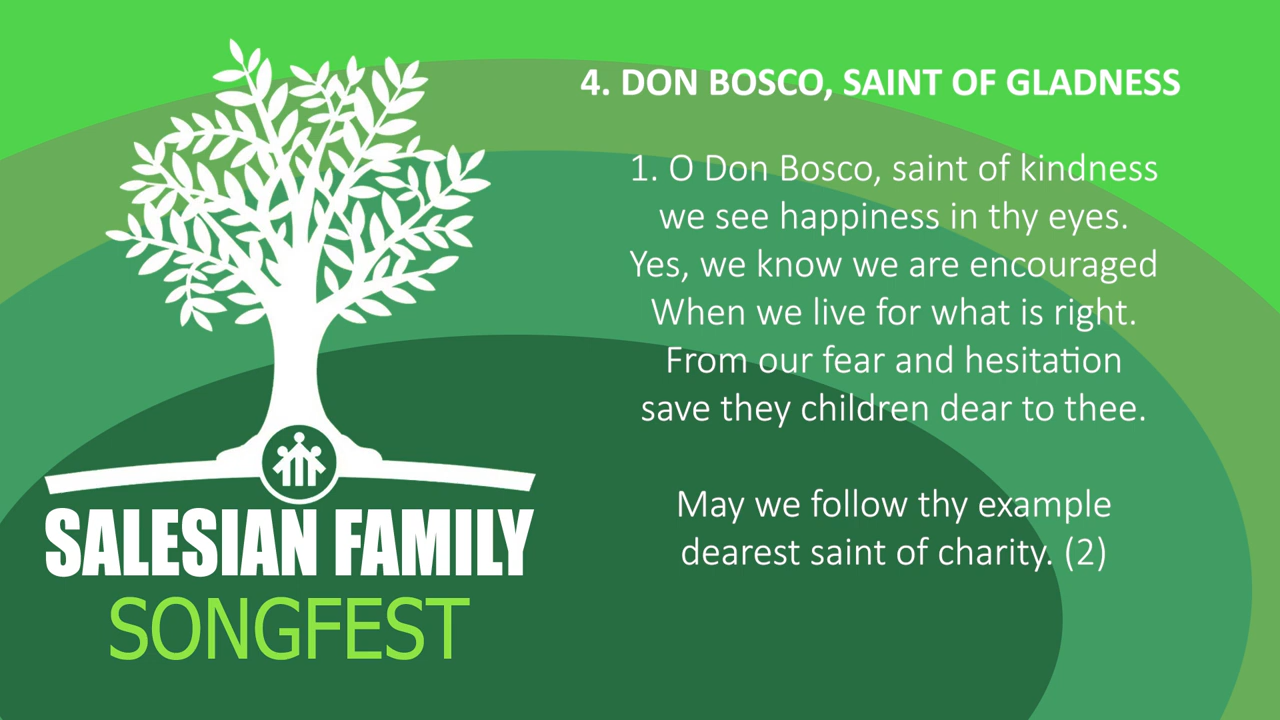 4. DON BOSCO, SAINT OF GLADNESS
1. O Don Bosco, saint of kindness
we see happiness in thy eyes.
Yes, we know we are encouraged
When we live for what is right.
From our fear and hesitation
save they children dear to thee.
May we follow thy example
dearest saint of charity. (2)
SALESIAN FAMILY
SONGFEST